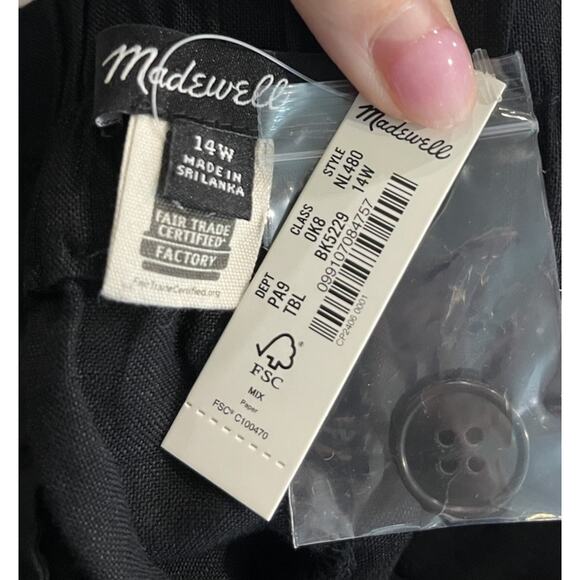 Madewell
14W
MADE IN
SRI LANKA
FAIR TRADE
CERTIFIED
FACTORY
FairTradeCertified.org
Madewell
DEPT CLASS STYLE
PA9 0K8 NL480
TBL BK5229 14W
099107084757
CP2406 0001
FSC
MIX
Paper
FSC® C100470